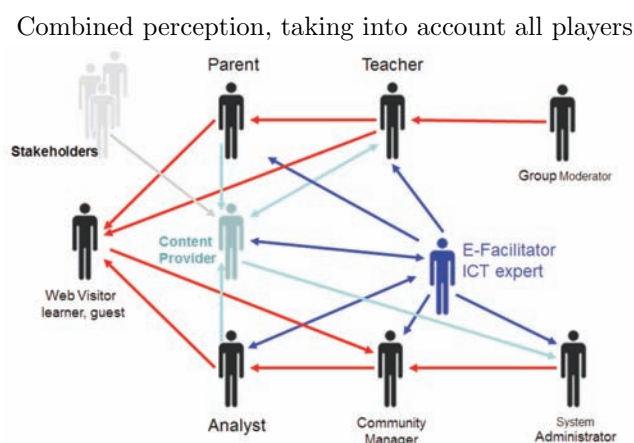 Combined perception, taking into account all players
Parent
Teacher
Stakeholders
Group Moderator
Content
Provider
E-Facilitator
ICT expert
Web Visitor
learner, guest
Analyst
Community
Manager
System
Administrator